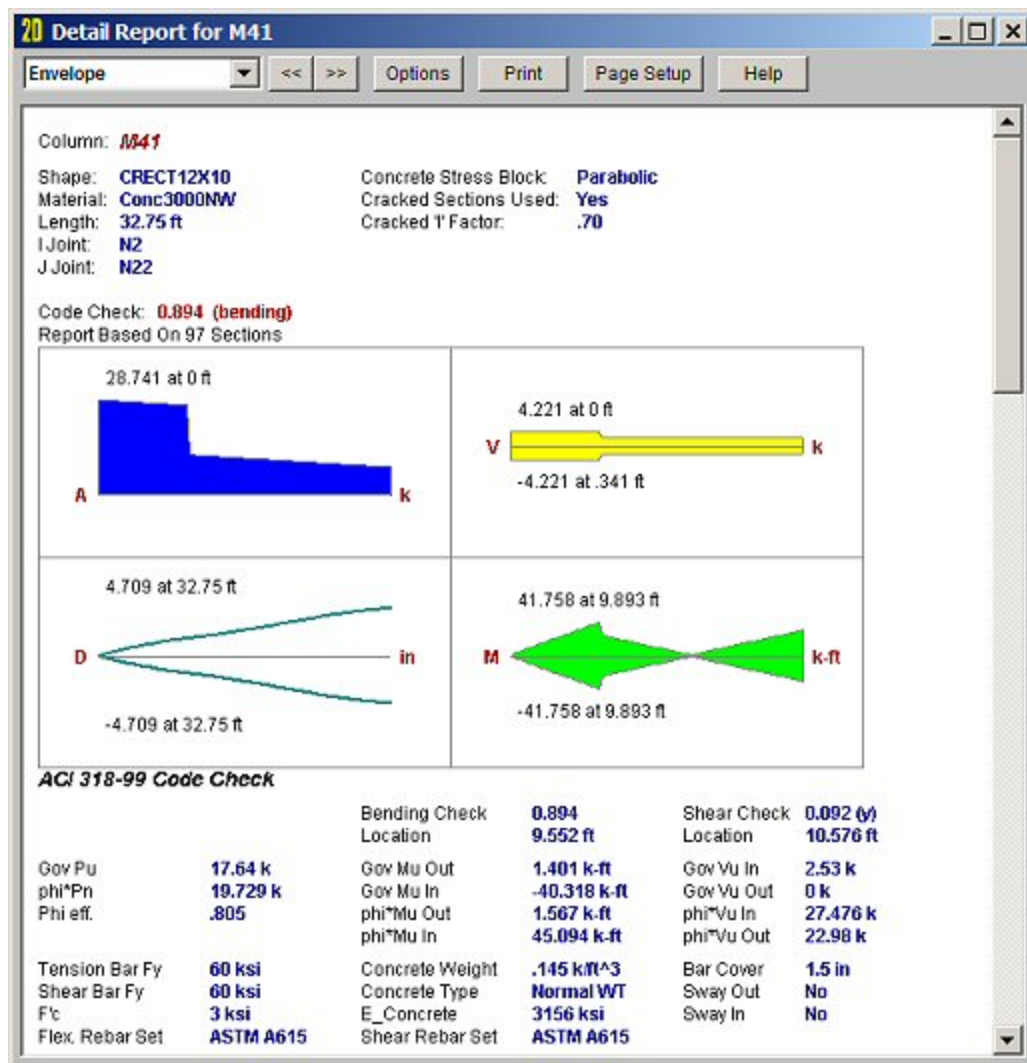 2D Detail Report for M41
Envelope << >> Options Print Page Setup Help
Column: M41
Shape: CRECT12X10 Concrete Stress Block: Parabolic
Material: Conc3000NW Cracked Sections Used: Yes
Length: 32.75 ft Cracked 'I' Factor: .70
I Joint: N2
J Joint: N22
Code Check: 0.894 (bending)
Report Based On 97 Sections
28.741 at 0 ft
A k
4.221 at 0 ft
V k
-4.221 at .341 ft
4.709 at 32.75 ft
D in
-4.709 at 32.75 ft
41.758 at 9.893 ft
M k-ft
-41.758 at 9.893 ft
ACI 318-99 Code Check
Bending Check 0.894 Shear Check 0.092 (y)
Location 9.552 ft Location 10.576 ft
Gov Pu 17.64 k Gov Mu Out 1.401 k-ft Gov Vu In 2.53 k
phi*Pn 19.729 k Gov Mu In -40.318 k-ft Gov Vu Out 0 k
Phi eff. .805 phi*Mu Out 1.567 k-ft phi*Vu In 27.476 k
phi*Mu In 45.094 k-ft phi*Vu Out 22.98 k
Tension Bar Fy 60 ksi Concrete Weight .145 k/ft^3 Bar Cover 1.5 in
Shear Bar Fy 60 ksi Concrete Type Normal WT Sway Out No
F'c 3 ksi E_Concrete 3156 ksi Sway In No
Flex. Rebar Set ASTM A615 Shear Rebar Set ASTM A615